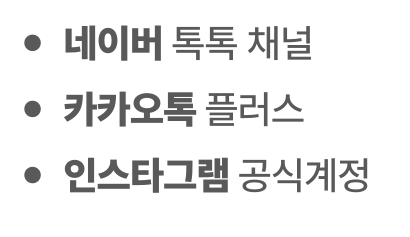 ● 네이버 톡톡 채널
● 카카오톡 플러스
● 인스타그램 공식계정